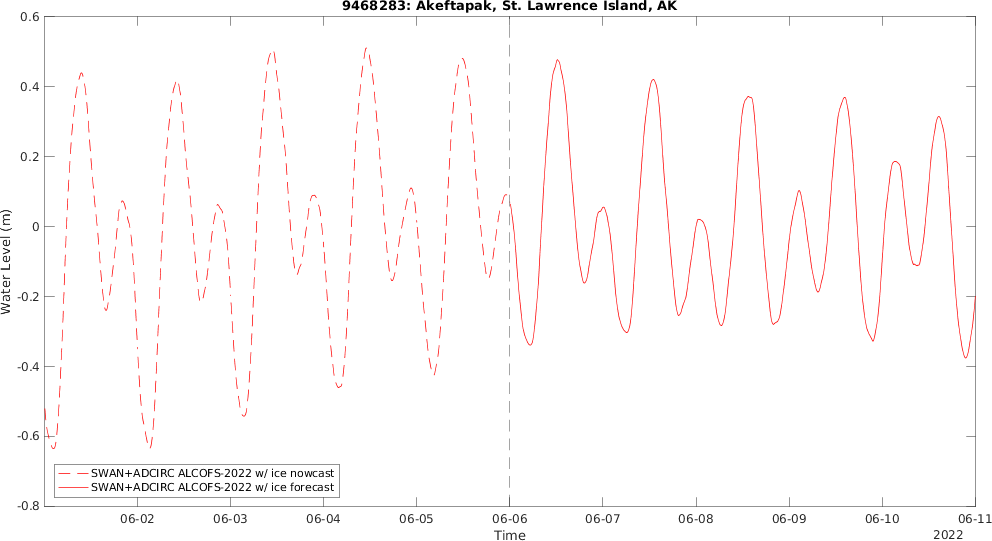 9468283: Akeftapak, St. Lawrence Island, AK
0.6
0.4
0.2
0
-0.2
-0.4
-0.6
-0.8
Water Level (m)
SWAN+ADCIRC ALCOFS-2022 w/ ice nowcast
SWAN+ADCIRC ALCOFS-2022 w/ ice forecast
06-02 06-03 06-04 06-05 06-06 06-07 06-08 06-09 06-10 06-11
Time
2022